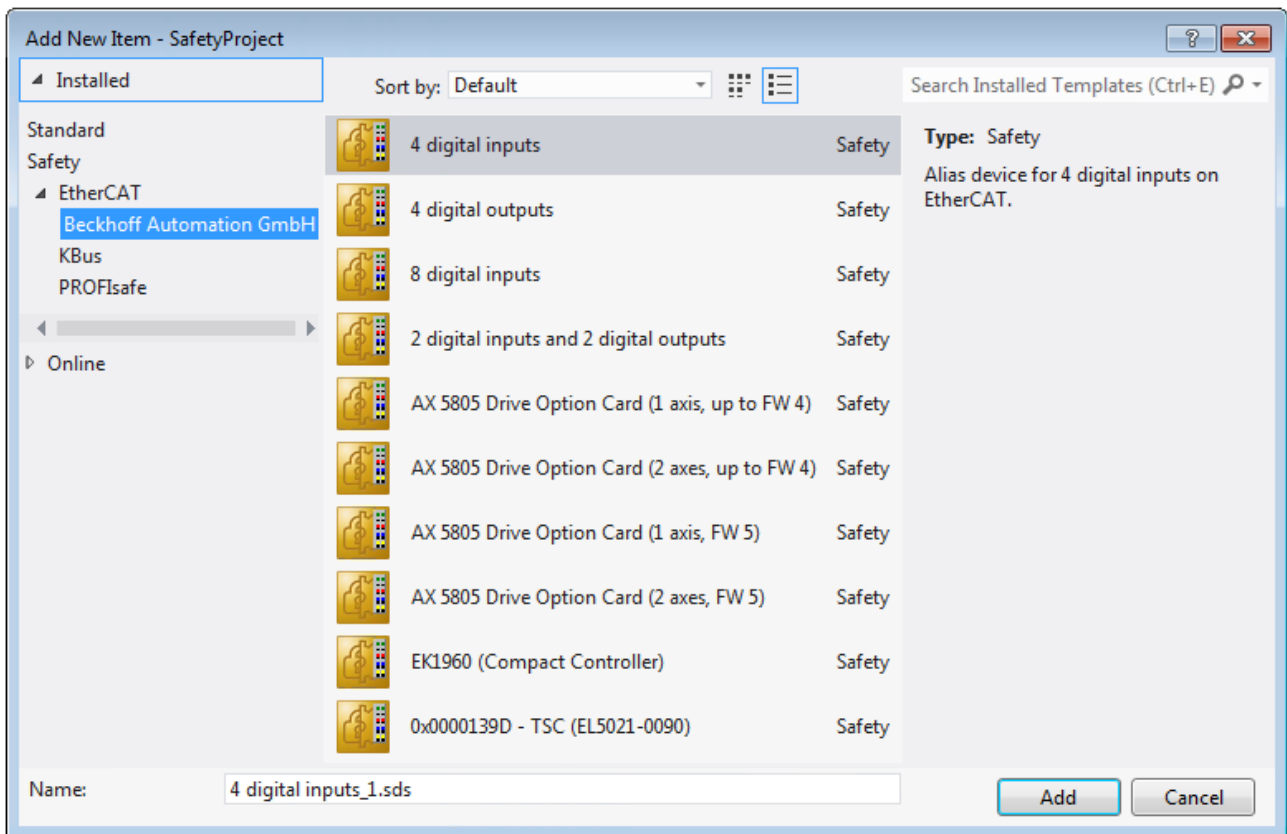 Add New Item - SafetyProject
Installed
Sort by: Default
Search Installed Templates (Ctrl+E)
Standard
Safety
EtherCAT
Beckhoff Automation GmbH
KBus
PROFIsafe
Online
4 digital inputs Safety
4 digital outputs Safety
8 digital inputs Safety
2 digital inputs and 2 digital outputs Safety
AX 5805 Drive Option Card (1 axis, up to FW 4) Safety
AX 5805 Drive Option Card (2 axes, up to FW 4) Safety
AX 5805 Drive Option Card (1 axis, FW 5) Safety
AX 5805 Drive Option Card (2 axes, FW 5) Safety
EK1960 (Compact Controller) Safety
0x0000139D - TSC (EL5021-0090) Safety
Type: Safety
Alias device for 4 digital inputs on
EtherCAT.
Name: 4 digital inputs_1.sds
Add Cancel